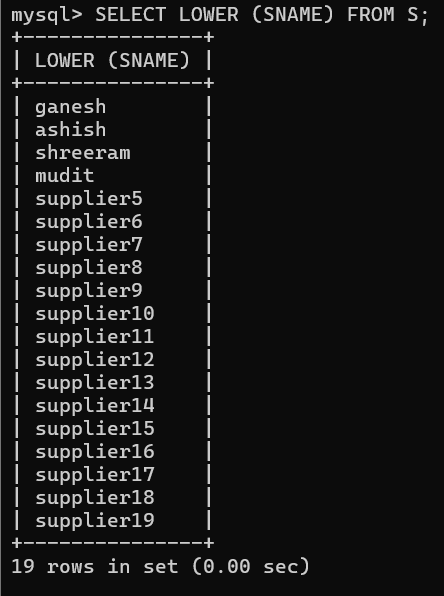 mysql> SELECT LOWER (SNAME) FROM S;
+---------------+
| LOWER (SNAME) |
+---------------+
| ganesh        |
| ashish        |
| shreeram      |
| mudit         |
| supplier5     |
| supplier6     |
| supplier7     |
| supplier8     |
| supplier9     |
| supplier10    |
| supplier11    |
| supplier12    |
| supplier13    |
| supplier14    |
| supplier15    |
| supplier16    |
| supplier17    |
| supplier18    |
| supplier19    |
+---------------+
19 rows in set (0.00 sec)